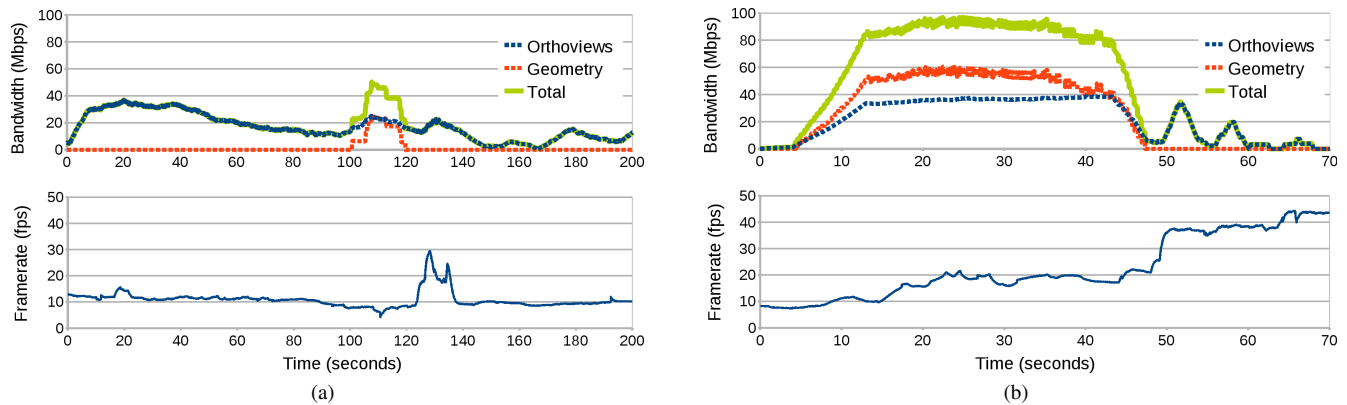 Bandwidth (Mbps)
100
80
60
40
20
0
Orthoviews
Geometry
Total
0 20 40 60 80 100 120 140 160 180 200
Framerate (fps)
50
40
30
20
10
0
0 20 40 60 80 100 120 140 160 180 200
Time (seconds)
(a)
Bandwidth (Mbps)
100
80
60
40
20
0
Orthoviews
Geometry
Total
0 10 20 30 40 50 60 70
Framerate (fps)
50
40
30
20
10
0
0 10 20 30 40 50 60 70
Time (seconds)
(b)